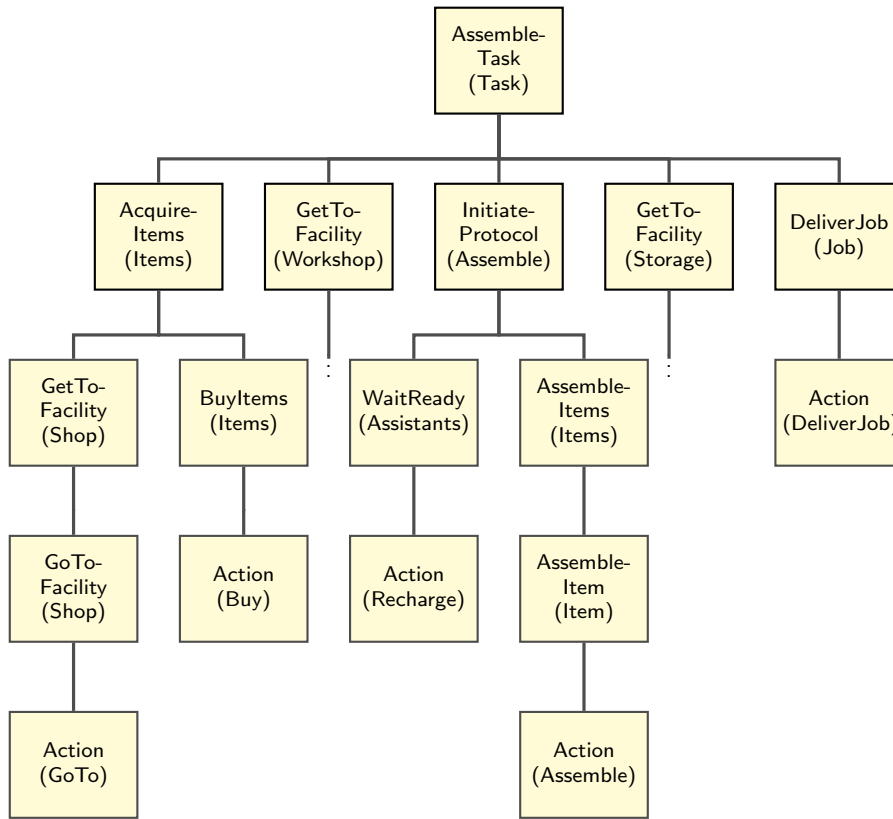 Assemble-
Task
(Task)
Acquire-
Items
(Items)
GetTo-
Facility
(Workshop)
Initiate-
Protocol
(Assemble)
GetTo-
Facility
(Storage)
DeliverJob
(Job)
GetTo-
Facility
(Shop)
BuyItems
(Items)
:
WaitReady
(Assistants)
Assemble-
Items
(Items)
:
Action
(DeliverJob)
GoTo-
Facility
(Shop)
Action
(Buy)
Action
(Recharge)
Assemble-
Item
(Item)
Action
(GoTo)
Action
(Assemble)